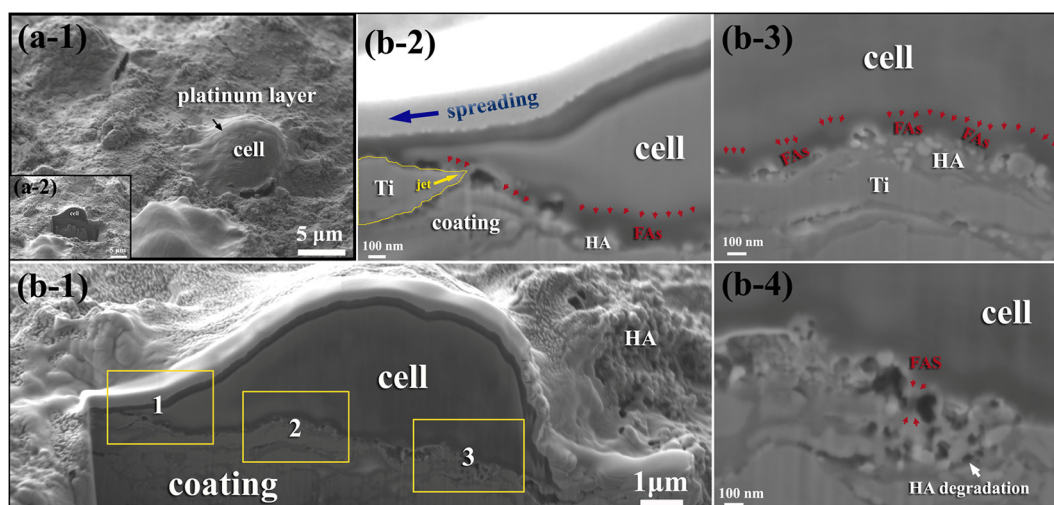 (a-1)
platinum layer
cell
5 μm
(a-2)
cell
5 μm
(b-2)
spreading
cell
Ti
jet
coating
HA
FAs
100 nm
(b-3)
cell
FAs
FAs
FAs
HA
Ti
100 nm
(b-1)
HA
cell
1
2
3
coating
1μm
(b-4)
cell
FAS
HA degradation
100 nm